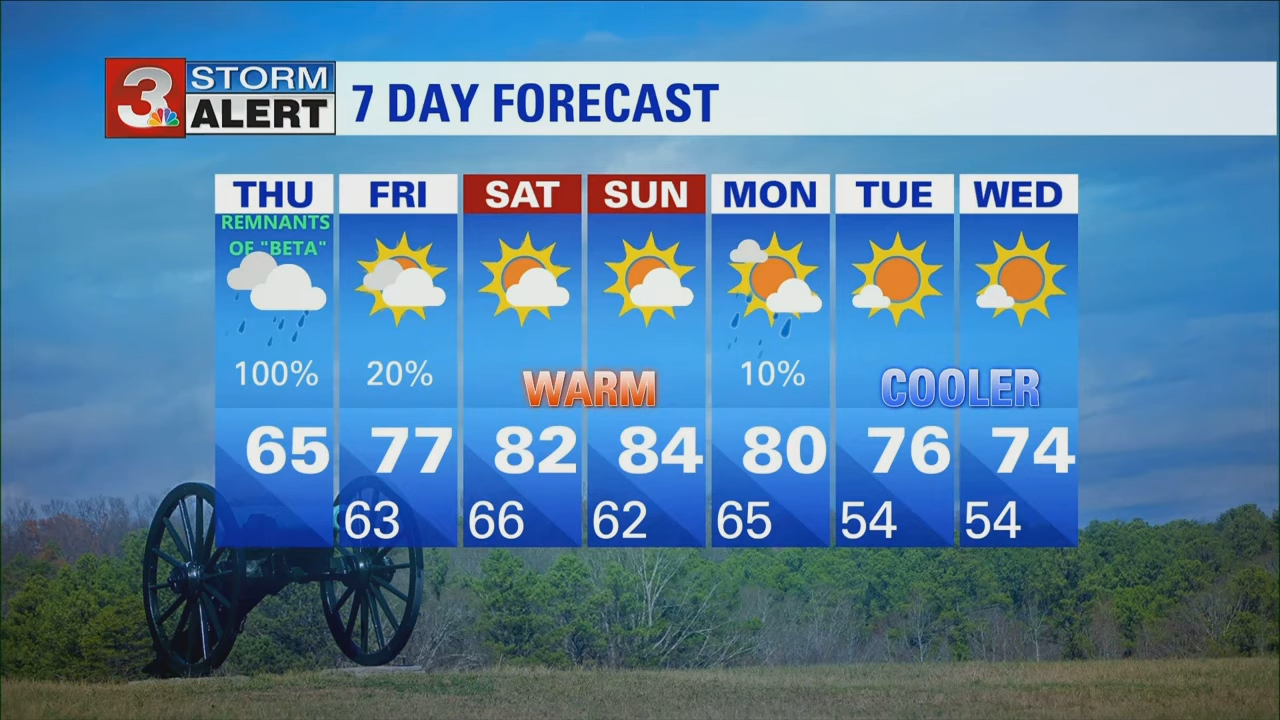 3 STORM ALERT
7 DAY FORECAST
THU FRI SAT SUN MON TUE WED
REMNANTS
OF "BETA"
100% 20% 10%
WARM COOLER
65 77 82 84 80 76 74
63 66 62 65 54 54